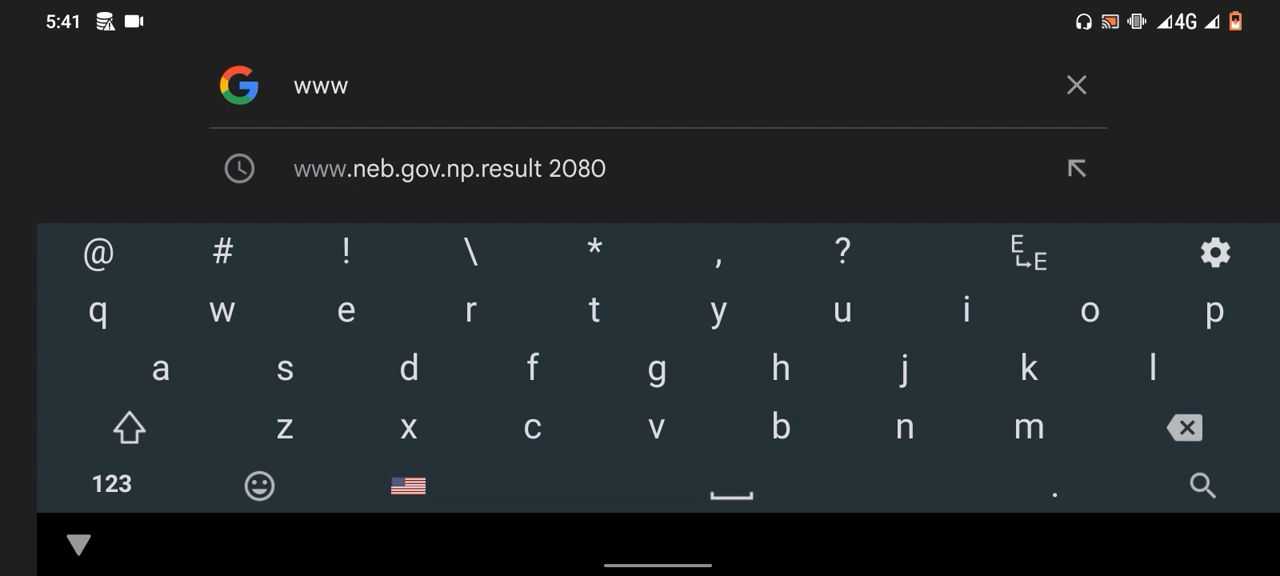 5:41 4G
www
www.neb.gov.np.result 2080
@ # ! \ * , ? E E
q w e r t y u i o p
a s d f g h j k l
z x c v b n m
123 .